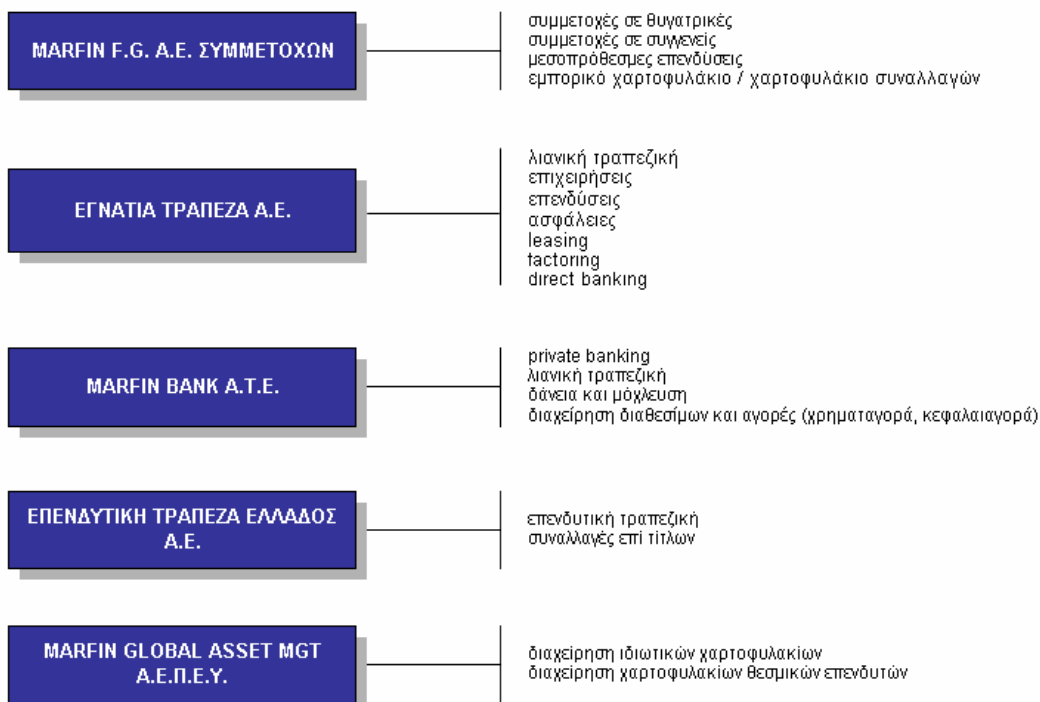 MARFIN F.G. Α.Ε. ΣΥΜΜΕΤΟΧΩΝ
συμμετοχές σε θυγατρικές
συμμετοχές σε συγγενείς
μεσοπρόθεσμες επενδύσεις
εμπορικό χαρτοφυλάκιο / χαρτοφυλάκιο συναλλαγών
ΕΓΝΑΤΙΑ ΤΡΑΠΕΖΑ Α.Ε.
λιανική τραπεζική
επιχειρήσεις
επενδύσεις
ασφάλειες
leasing
factoring
direct banking
MARFIN BANK Α.Τ.Ε.
private banking
λιανική τραπεζική
δάνεια και μόχλευση
διαχείρηση διαθεσίμων και αγορές (χρηματαγορά, κεφαλαιαγορά)
ΕΠΕΝΔΥΤΙΚΗ ΤΡΑΠΕΖΑ ΕΛΛΑΔΟΣ
Α.Ε.
επενδυτική τραπεζική
συναλλαγές επί τίτλων
MARFIN GLOBAL ASSET MGT
Α.Ε.Π.Ε.Υ.
διαχείρηση ιδιωτικών χαρτοφυλακίων
διαχείρηση χαρτοφυλακίων θεσμικών επενδυτών